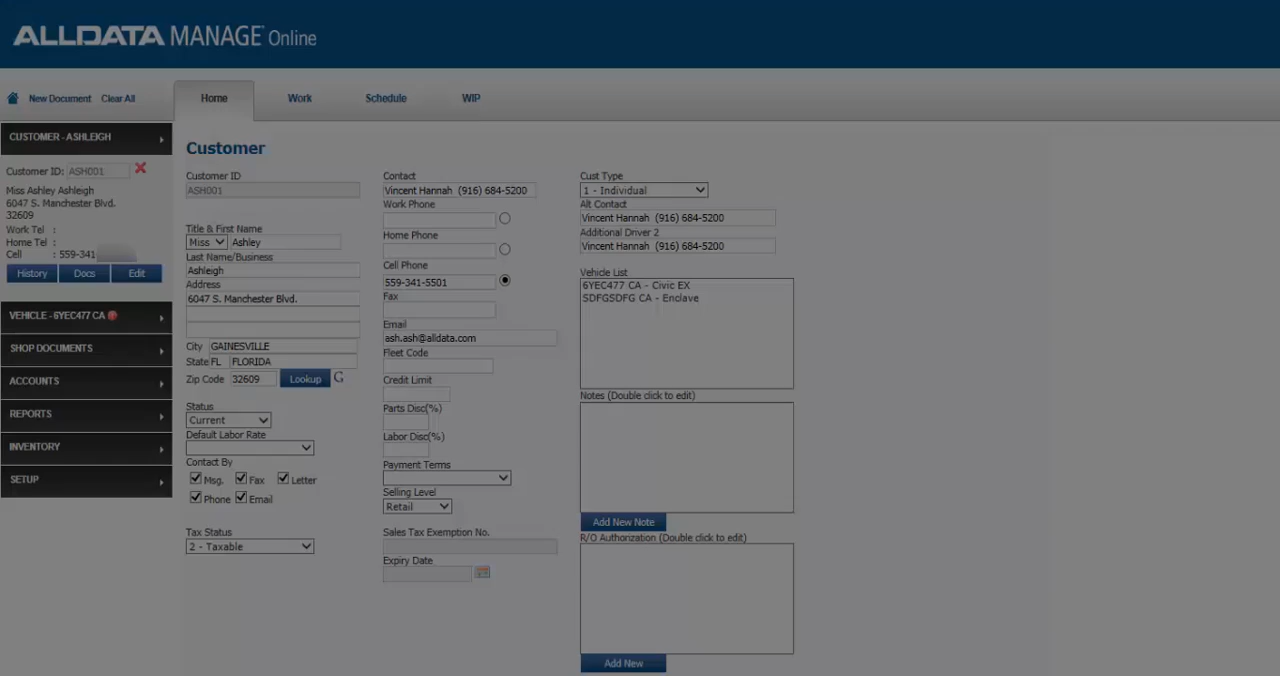 ALLDATA MANAGE Online
New Document Clear All
Home Work Schedule WIP
CUSTOMER - ASHLEIGH
Customer ID: ASH001
Miss Ashley Ashleigh
6047 S. Manchester Blvd.
32609
Work Tel :
Home Tel :
Cell : 559-341
History Docs Edit
VEHICLE - 6YEC477 CA
SHOP DOCUMENTS
ACCOUNTS
REPORTS
INVENTORY
SETUP
Customer
Customer ID
ASH001
Title & First Name
Miss Ashley
Last Name/Business
Ashleigh
Address
6047 S. Manchester Blvd.
City GAINESVILLE
State FL FLORIDA
Zip Code 32609 Lookup G
Status
Current
Default Labor Rate
Contact By
Msg. Fax Letter
Phone Email
Tax Status
2 - Taxable
Contact
Vincent Hannah (916) 684-5200
Work Phone
Home Phone
Cell Phone
559-341-5501
Fax
Email
ash.ash@alldata.com
Fleet Code
Credit Limit
Parts Disc(%)
Labor Disc(%)
Payment Terms
Selling Level
Retail
Sales Tax Exemption No.
Expiry Date
Cust Type
1 - Individual
Alt Contact
Vincent Hannah (916) 684-5200
Additional Driver 2
Vincent Hannah (916) 684-5200
Vehicle List
6YEC477 CA - Civic EX
SDFGSDFG CA - Enclave
Notes (Double click to edit)
Add New Note
R/O Authorization (Double click to edit)
Add New